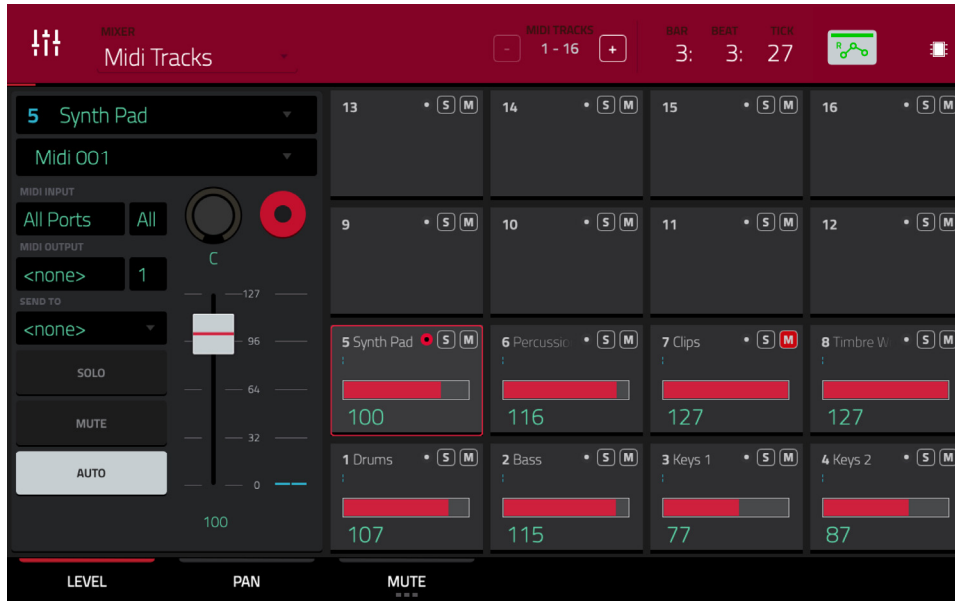 MIXER
Midi Tracks
MIDI TRACKS
- 1 - 16 +
BAR BEAT TICK
3: 3: 27
R
5 Synth Pad
Midi 001
MIDI INPUT
All Ports All
MIDI OUTPUT
<none> 1
SEND TO
<none>
SOLO
MUTE
AUTO
C
127
96
64
32
0
100
13 S M
14 S M
15 S M
16 S M
9 S M
10 S M
11 S M
12 S M
5 Synth Pad S M
100
6 Percussio S M
116
7 Clips S M
127
8 Timbre W S M
127
1 Drums S M
107
2 Bass S M
115
3 Keys 1 S M
77
4 Keys 2 S M
87
LEVEL
PAN
MUTE